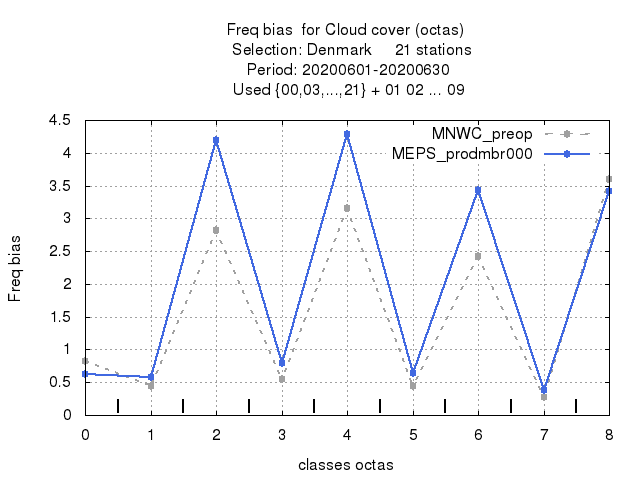 Freq bias  for Cloud cover (octas)
Selection: Denmark     21 stations
Period: 20200601-20200630
Used {00,03,...,21} + 01 02 ... 09
MNWC_preop
MEPS_prodmbr000
Freq bias
5
4.5
4
3.5
3
2.5
2
1.5
1
0.5
0
0 1 2 3 4 5 6 7 8
classes octas